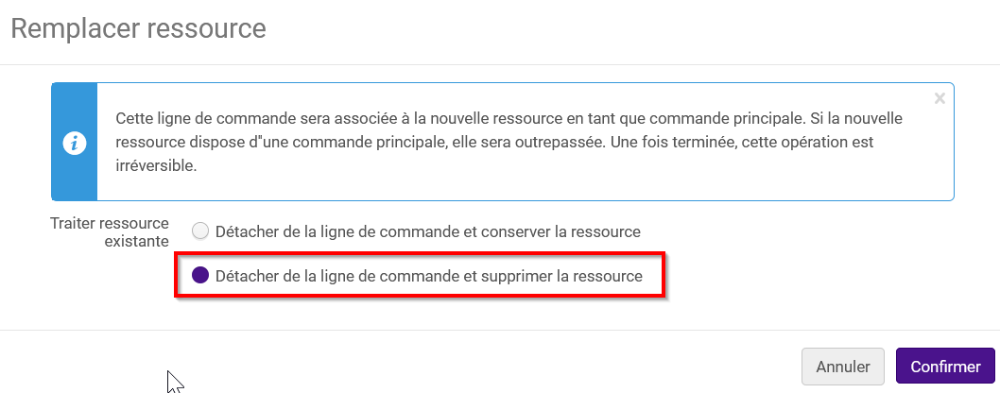 Remplacer ressource
x
Cette ligne de commande sera associée à la nouvelle ressource en tant que commande principale. Si la nouvelle
ressource dispose d''une commande principale, elle sera outrepassée. Une fois terminée, cette opération est
irréversible.
Traiter ressource
existante
Détacher de la ligne de commande et conserver la ressource
Détacher de la ligne de commande et supprimer la ressource
Annuler
Confirmer